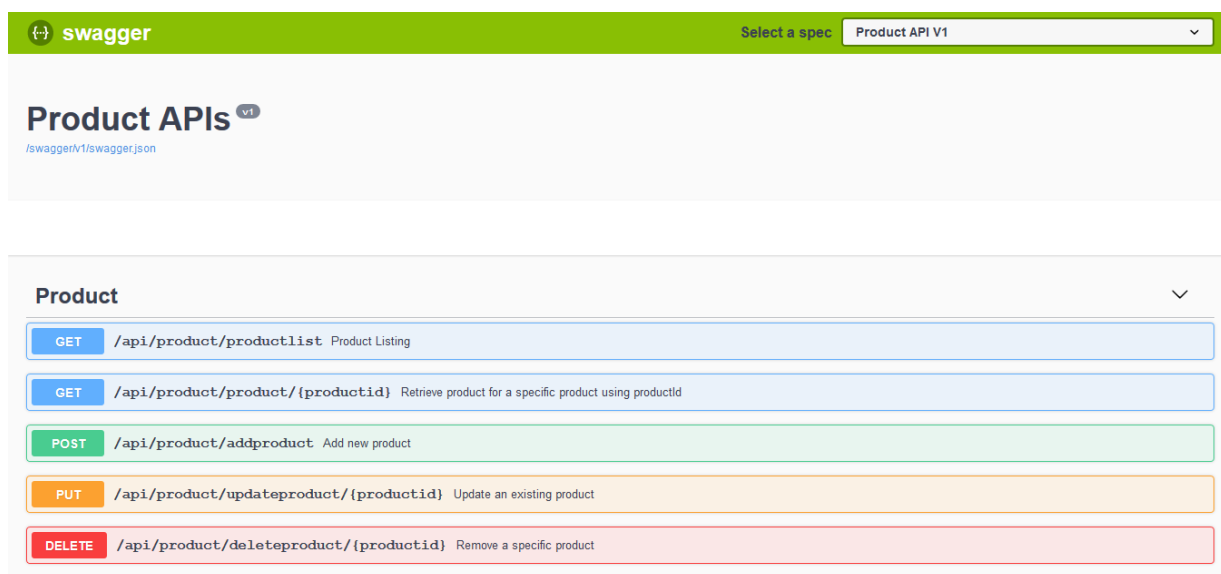 swagger Select a spec Product API V1
Product APIs v1
/swagger/v1/swagger.json
Product
GET /api/product/productlist Product Listing
GET /api/product/product/{productid} Retrieve product for a specific product using productId
POST /api/product/addproduct Add new product
PUT /api/product/updateproduct/{productid} Update an existing product
DELETE /api/product/deleteproduct/{productid} Remove a specific product